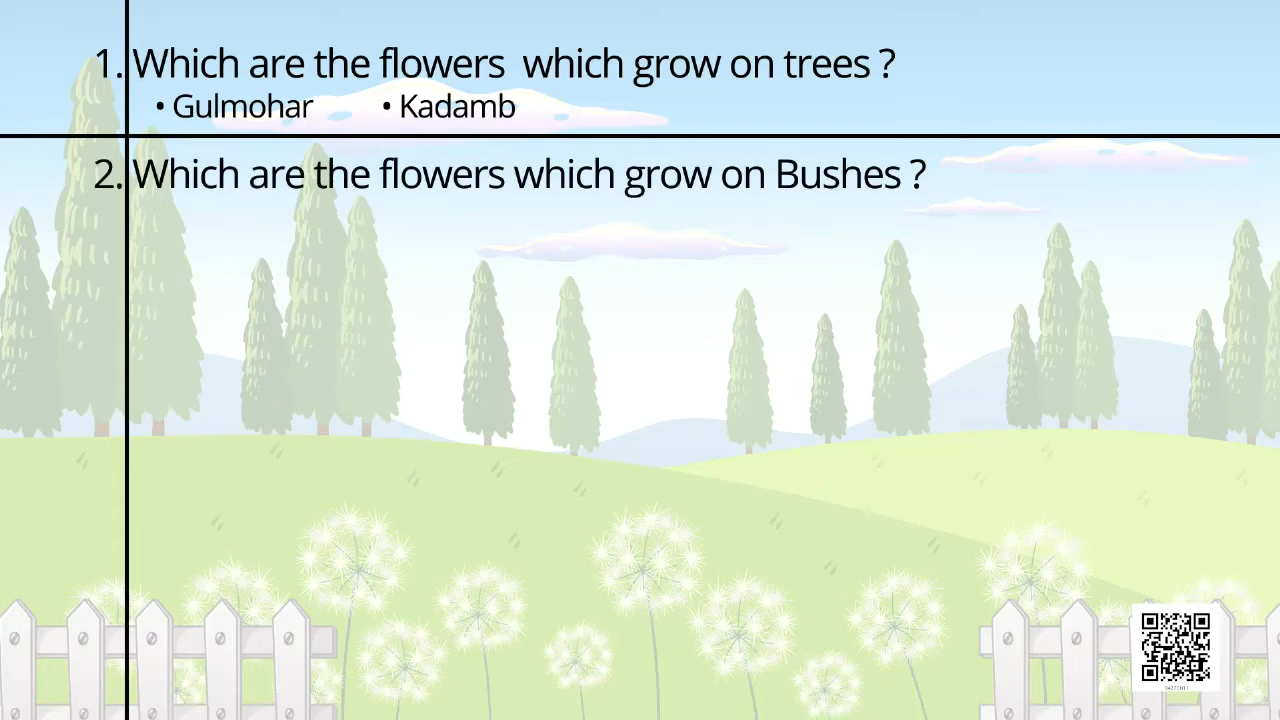 1. Which are the flowers which grow on trees ?
• Gulmohar • Kadamb
2. Which are the flowers which grow on Bushes ?